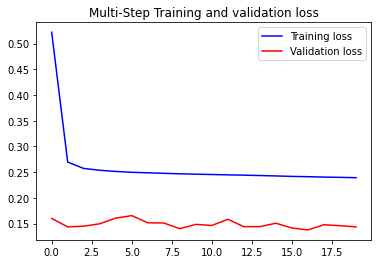 Multi-Step Training and validation loss
Training loss
Validation loss
0.50
0.45
0.40
0.35
0.30
0.25
0.20
0.15
0.0 2.5 5.0 7.5 10.0 12.5 15.0 17.5